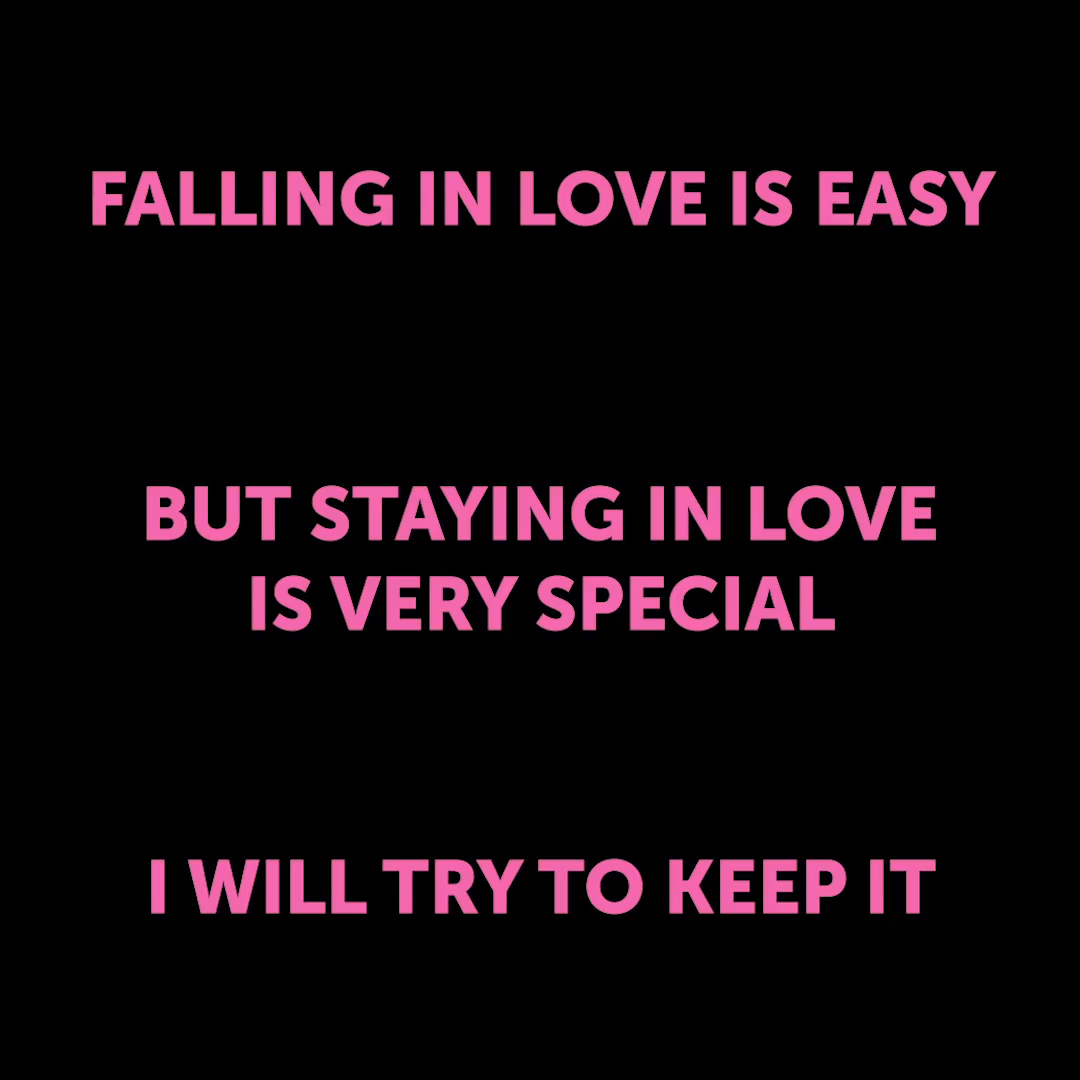 FALLING IN LOVE IS EASY
BUT STAYING IN LOVE
IS VERY SPECIAL
I WILL TRY TO KEEP IT